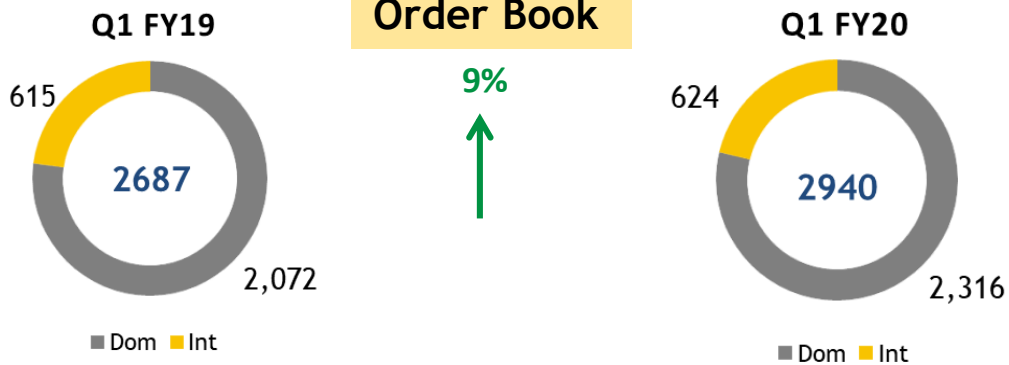 Q1 FY19
615
2687
2,072
Dom Int
Order Book
9%
Q1 FY20
624
2940
2,316
Dom Int